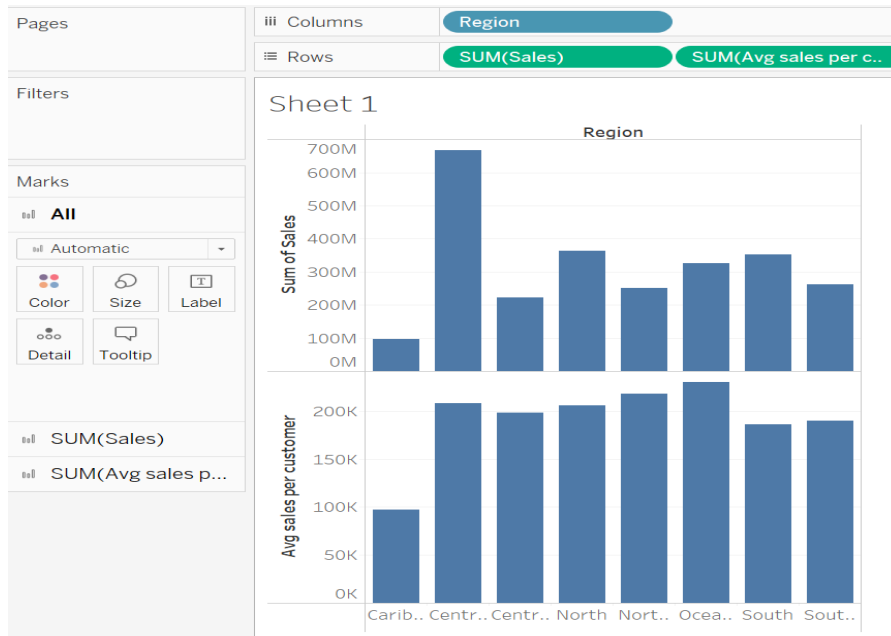 Pages
iii Columns
Region
Rows
SUM(Sales)
SUM(Avg sales per c..
Filters
Marks
All
Automatic
Color
Size
T
Label
Detail
Tooltip
SUM(Sales)
SUM(Avg sales p...
Sheet 1
Region
Sum of Sales
700M
600M
500M
400M
300M
200M
100M
0M
Avg sales per customer
200K
150K
100K
50K
0K
Carib.. Centr.. Centr.. North Nort.. Ocea.. South Sout..